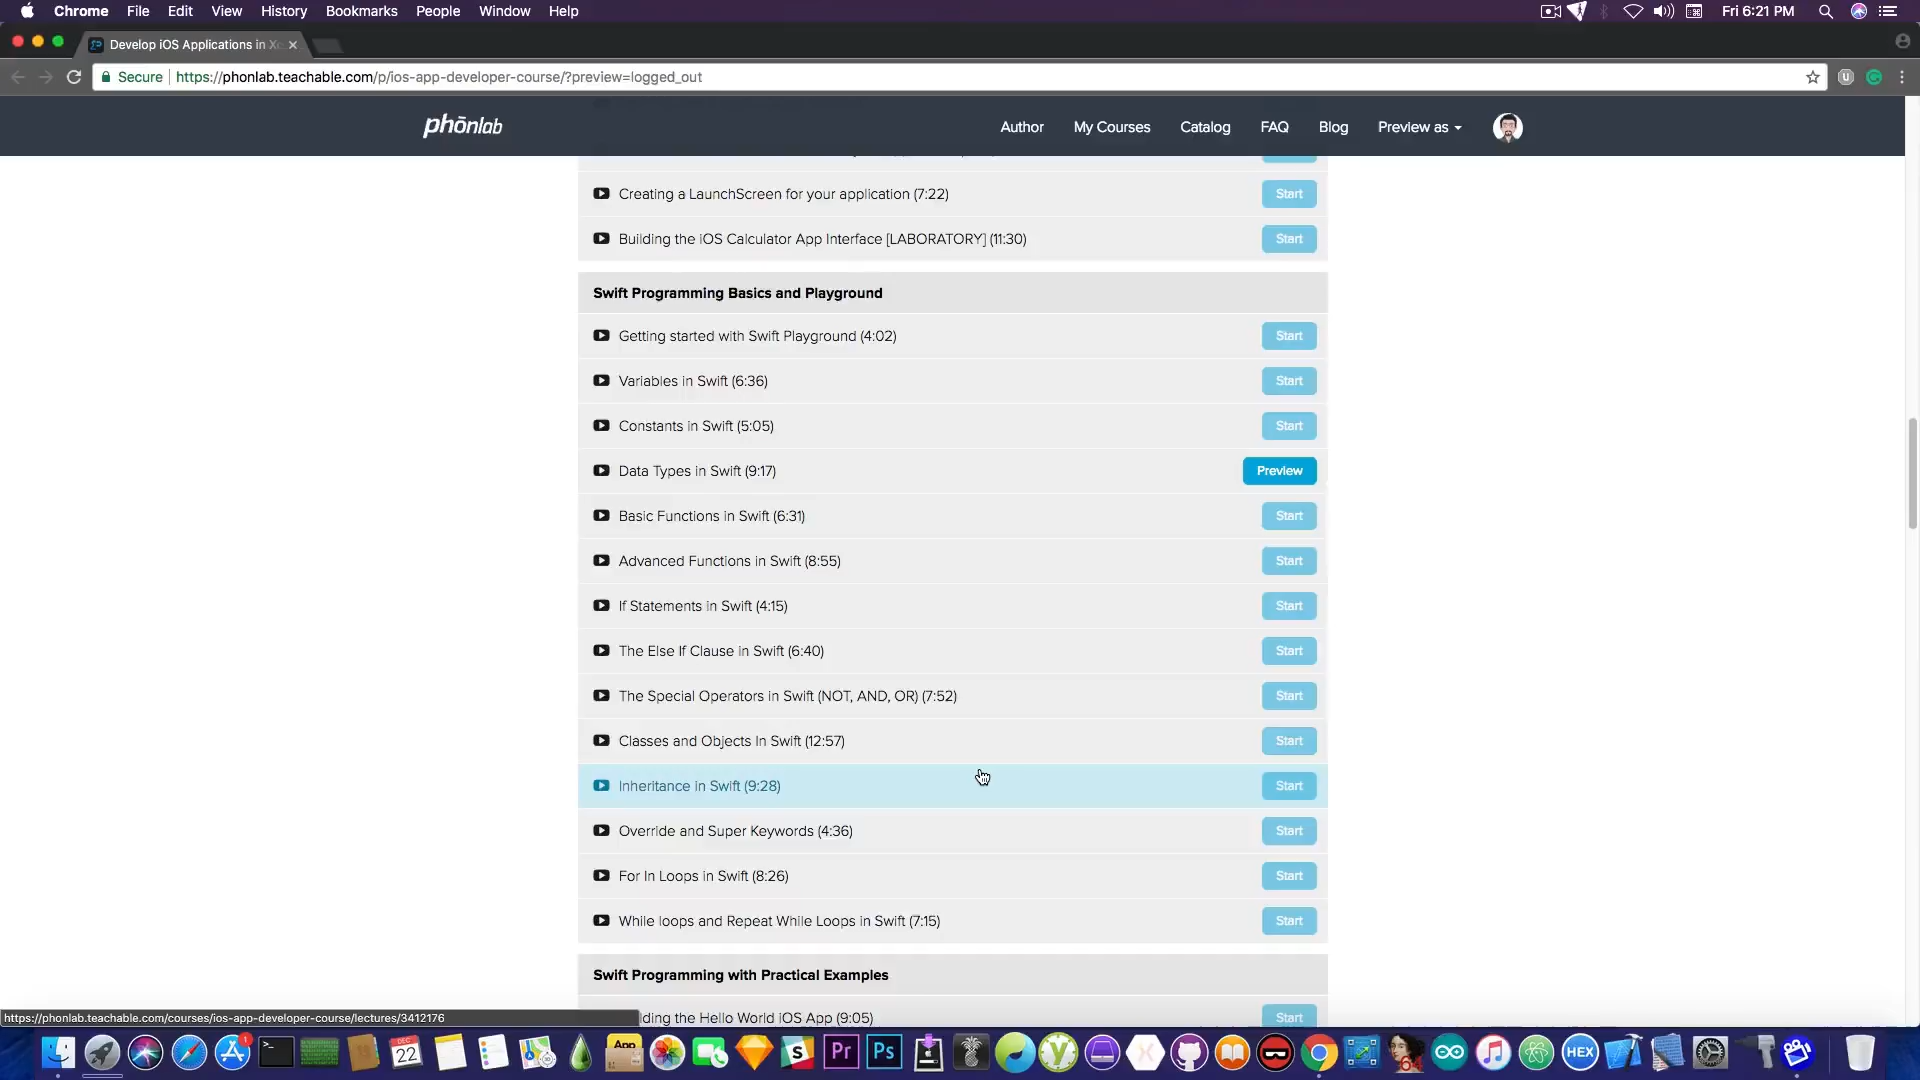 Chrome File Edit View History Bookmarks People Window Help Fri 6:21 PM
Develop iOS Applications in X
Secure https://phonlab.teachable.com/p/ios-app-developer-course/?preview=logged_out
phōnlab Author My Courses Catalog FAQ Blog Preview as
Creating a LaunchScreen for your application (7:22) Start
Building the iOS Calculator App Interface [LABORATORY] (11:30) Start
Swift Programming Basics and Playground
Getting started with Swift Playground (4:02) Start
Variables in Swift (6:36) Start
Constants in Swift (5:05) Start
Data Types in Swift (9:17) Preview
Basic Functions in Swift (6:31) Start
Advanced Functions in Swift (8:55) Start
If Statements in Swift (4:15) Start
The Else If Clause in Swift (6:40) Start
The Special Operators in Swift (NOT, AND, OR) (7:52) Start
Classes and Objects In Swift (12:57) Start
Inheritance in Swift (9:28) Start
Override and Super Keywords (4:36) Start
For In Loops in Swift (8:26) Start
While loops and Repeat While Loops in Swift (7:15) Start
Swift Programming with Practical Examples
lding the Hello World iOS App (9:05) Start
https://phonlab.teachable.com/courses/ios-app-developer-course/lectures/3412176
1 DEC 22 App Pr Ps 64 HEX